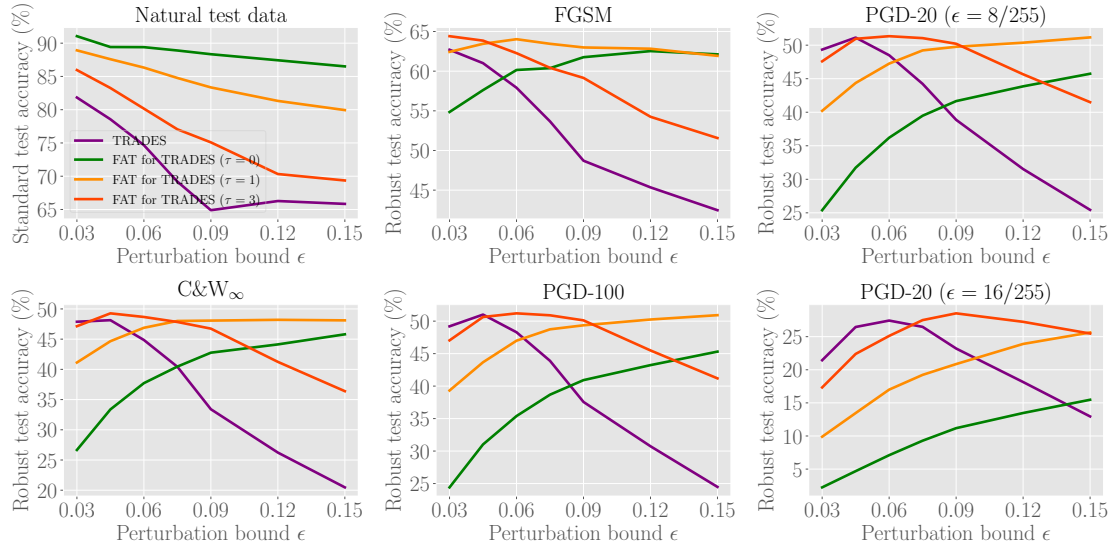 Natural test data
Standard test accuracy (%)
90
85
80
75
70
65
TRADES
FAT for TRADES (τ = 0)
FAT for TRADES (τ = 1)
FAT for TRADES (τ = 3)
0.03 0.06 0.09 0.12 0.15
Perturbation bound ϵ
FGSM
Robust test accuracy (%)
65
60
55
50
45
0.03 0.06 0.09 0.12 0.15
Perturbation bound ϵ
PGD-20 (ϵ = 8/255)
Robust test accuracy (%)
50
45
40
35
30
25
0.03 0.06 0.09 0.12 0.15
Perturbation bound ϵ
C&W∞
Robust test accuracy (%)
50
45
40
35
30
25
20
0.03 0.06 0.09 0.12 0.15
Perturbation bound ϵ
PGD-100
Robust test accuracy (%)
50
45
40
35
30
25
0.03 0.06 0.09 0.12 0.15
Perturbation bound ϵ
PGD-20 (ϵ = 16/255)
Robust test accuracy (%)
25
20
15
10
5
0.03 0.06 0.09 0.12 0.15
Perturbation bound ϵ